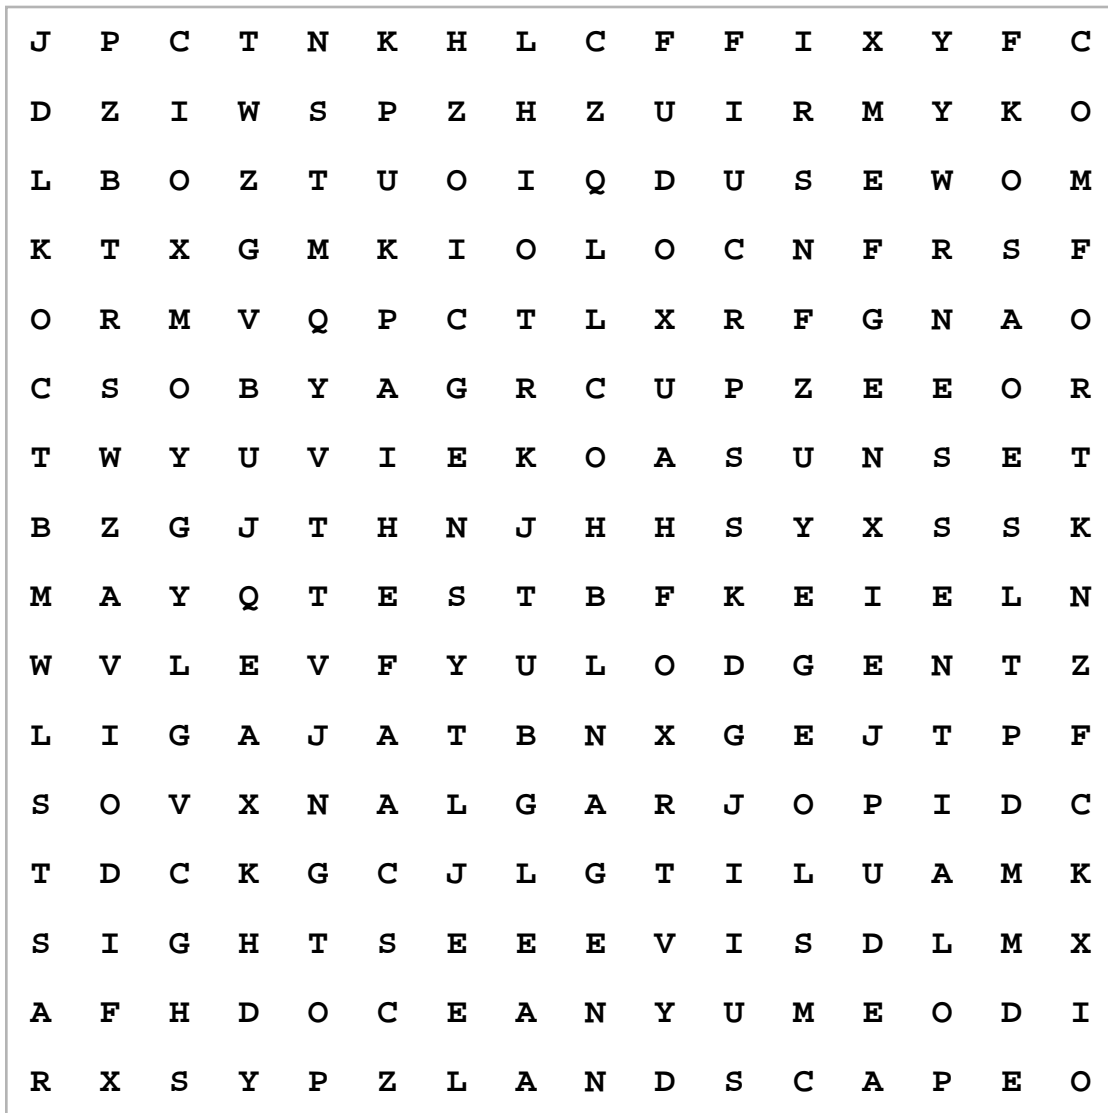 J P C T N K H L C F F I X Y F C
D Z I W S P Z H Z U I R M Y K O
L B O Z T U O I Q D U S E W O M
K T X G M K I O L O C N F R S F
O R M V Q P C T L X R F G N A O
C S O B Y A G R C U P Z E E O R
T W Y U V I E K O A S U N S E T
B Z G J T H N J H H S Y X S S K
M A Y Q T E S T B F K E I E L N
W V L E V F Y U L O D G E N T Z
L I G A J A T B N X G E J T P F
S O V X N A L G A R J O P I D C
T D C K G C J L G T I L U A M K
S I G H T S E E E V I S D L M X
A F H D O C E A N Y U M E O D I
R X S Y P Z L A N D S C A P E O